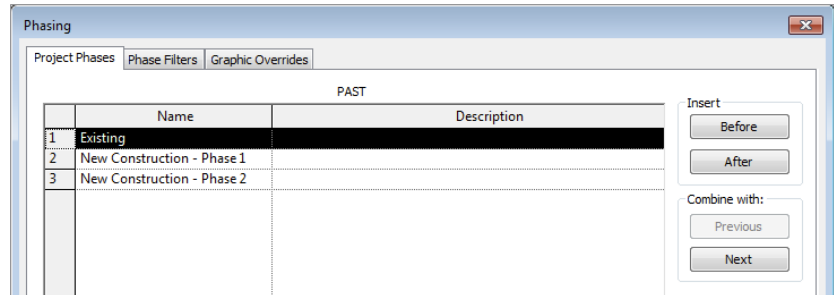 Phasing
Project Phases Phase Filters Graphic Overrides
PAST
Name Description
1 Existing
2 New Construction - Phase 1
3 New Construction - Phase 2
Insert
Before
After
Combine with:
Previous
Next